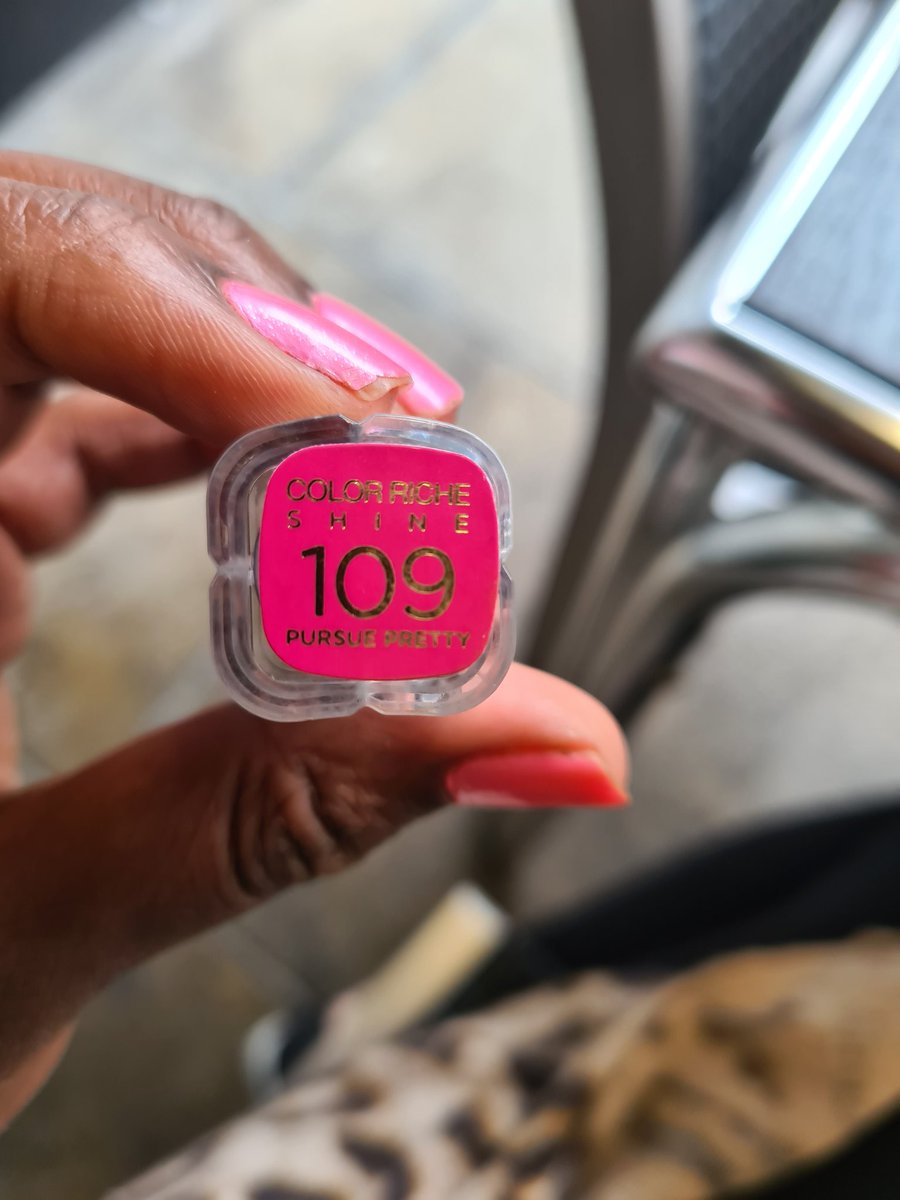 COLOR RICHE
SHINE
109
PURSUE PRETTY